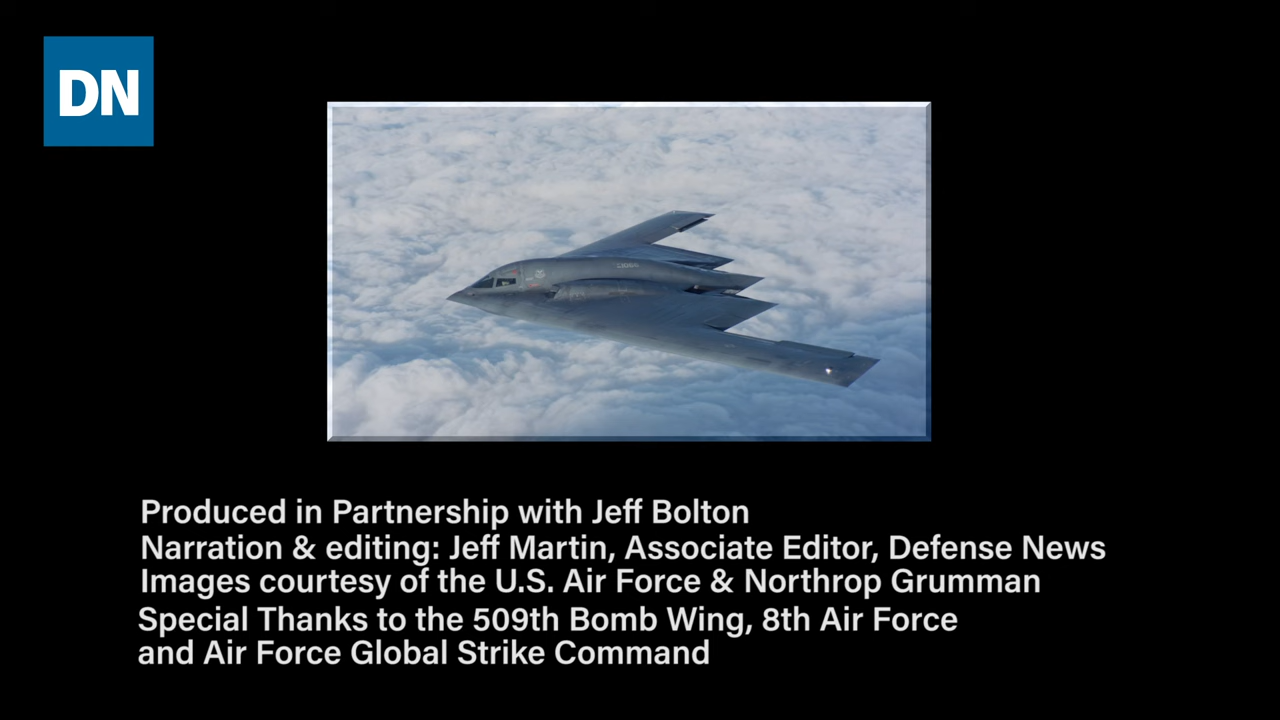 DN
Produced in Partnership with Jeff Bolton
Narration & editing: Jeff Martin, Associate Editor, Defense News
Images courtesy of the U.S. Air Force & Northrop Grumman
Special Thanks to the 509th Bomb Wing, 8th Air Force
and Air Force Global Strike Command